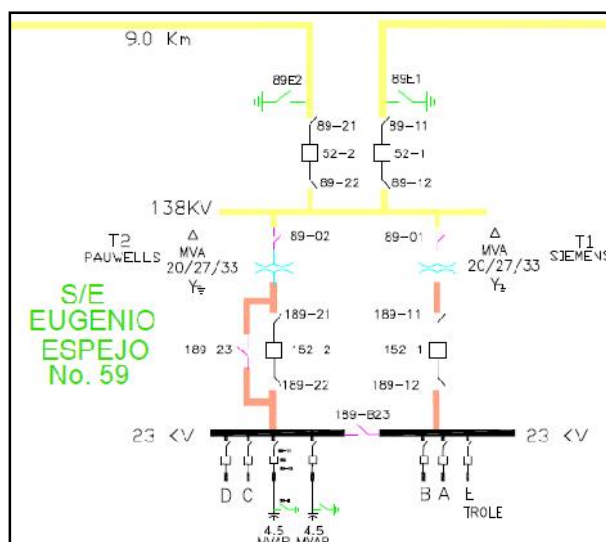 9.0 Km
89E2
89E1
89-21
89-11
52-2
52-1
89-22
89-12
138KV
89-02
89-01
T2
PAUWELLS
Δ
MVA
20/27/33
Y
Δ
MVA
20/27/33
Y
T1
SIEMENS
S/E
EUGENIO
ESPEJO
No. 59
189-21
189-11
189 23
152-2
152-1
189-22
189-12
189-B23
23 KV
23 KV
D
C
B
A
E
TROLE
4.5
MVAR
4.5
MVAR